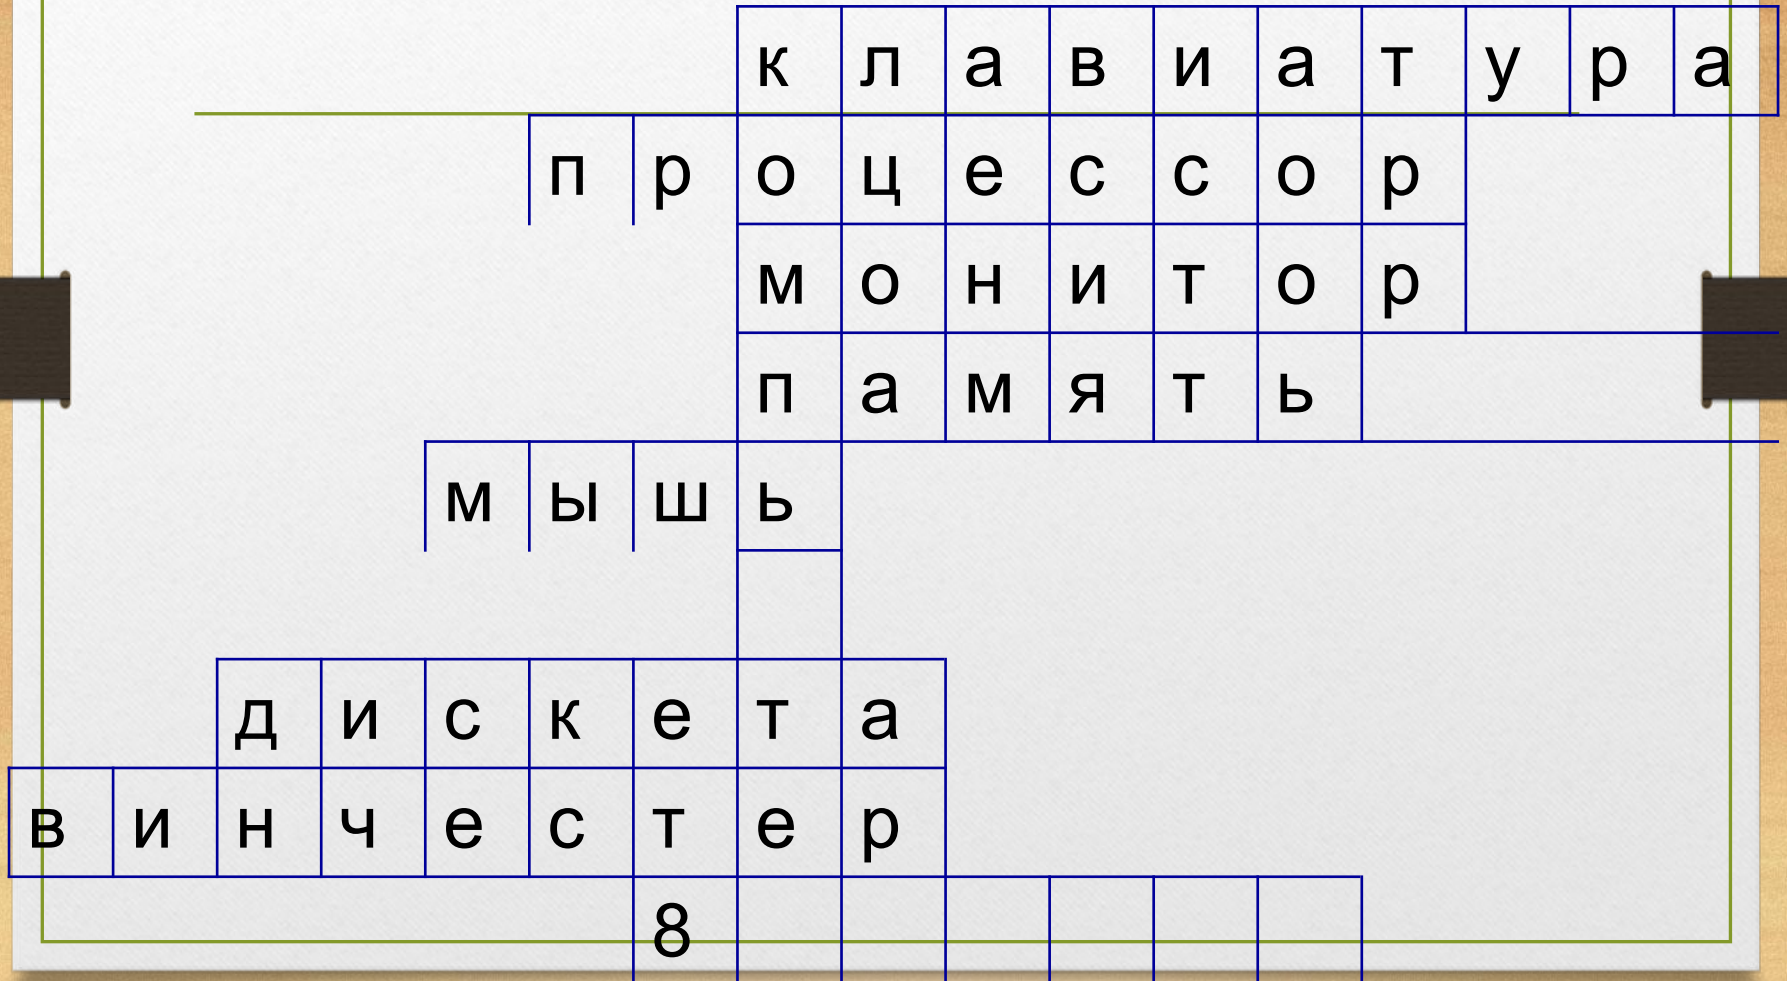 клавиатура
процессор
монитор
память
мышь
дискета
винчестер
8